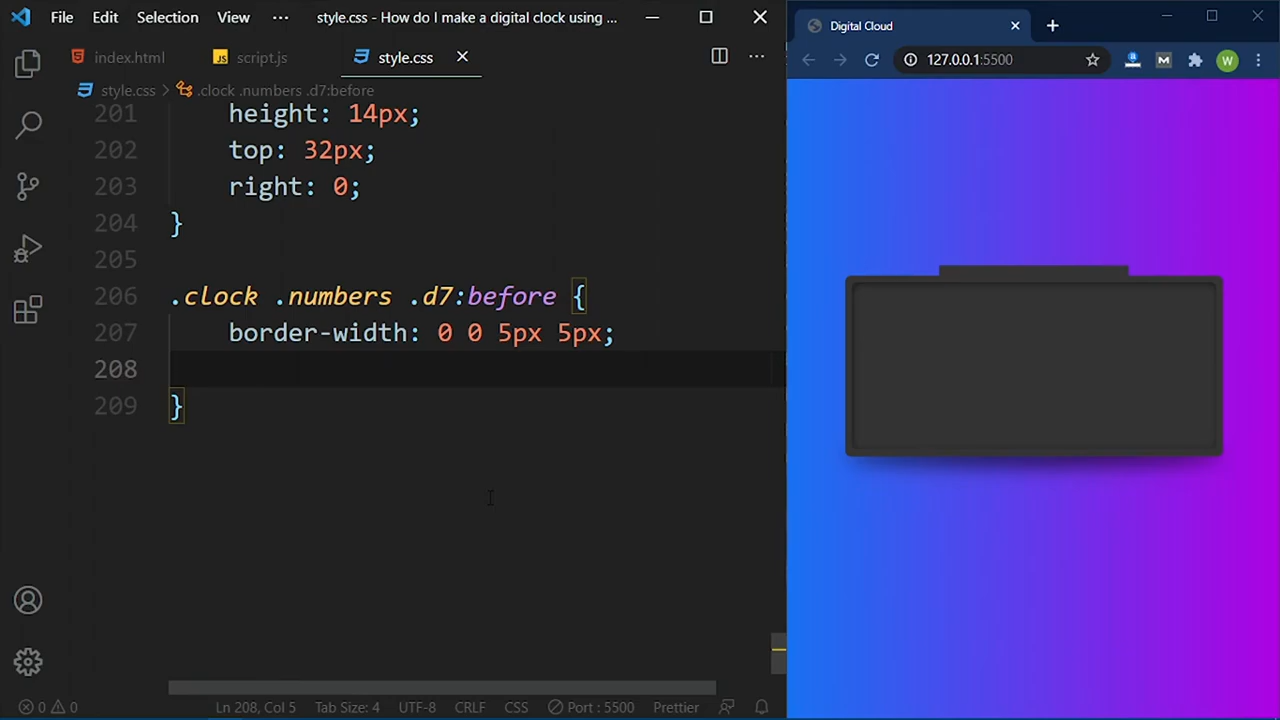 File Edit Selection View ··· style.css - How do I make a digital clock using ...
index.html JS script.js style.css
style.css > .clock .numbers .d7:before
201 height: 14px;
202 top: 32px;
203 right: 0;
204 }
205
206 .clock .numbers .d7:before {
207 border-width: 0 0 5px 5px;
208
209 }
0 0 Ln 208, Col 5 Tab Size: 4 UTF-8 CRLF CSS Port : 5500 Prettier
Digital Cloud
127.0.0.1:5500 M W